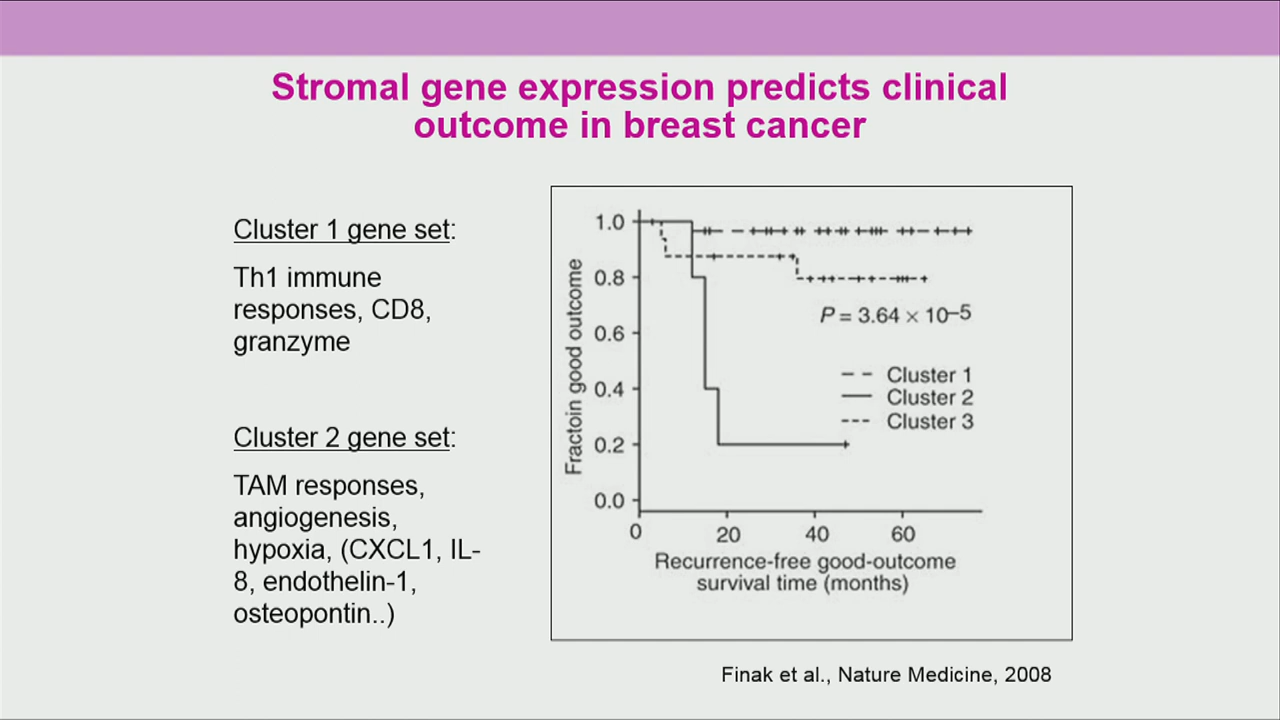 Stromal gene expression predicts clinical
outcome in breast cancer
Cluster 1 gene set:
Th1 immune
responses, CD8,
granzyme
Cluster 2 gene set:
TAM responses,
angiogenesis,
hypoxia, (CXCL1, IL-
8, endothelin-1,
osteopontin..)
Fractoin good outcome
1.0
0.8
0.6
0.4
0.2
0.0
P = 3.64 × 10–5
Cluster 1
Cluster 2
Cluster 3
0 20 40 60
Recurrence-free good-outcome
survival time (months)
Finak et al., Nature Medicine, 2008